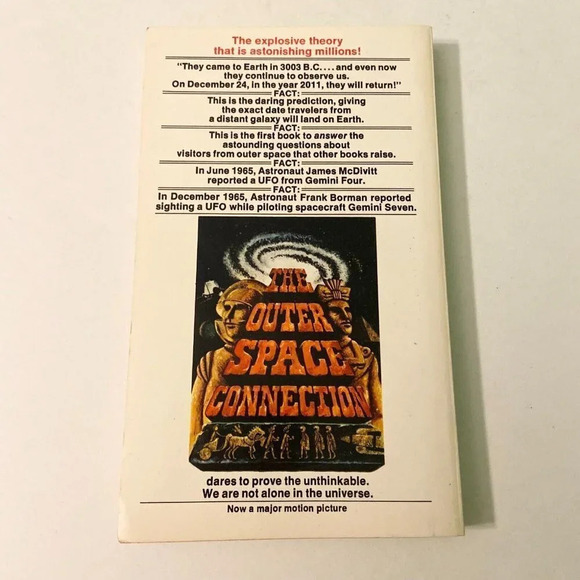 The explosive theory
that is astonishing millions!
"They came to Earth in 3003 B.C.... and even now
they continue to observe us.
On December 24, in the year 2011, they will return!"
FACT:
This is the daring prediction, giving
the exact date travelers from
a distant galaxy will land on Earth.
FACT:
This is the first book to answer the
astounding questions about
visitors from outer space that other books raise.
FACT:
In June 1965, Astronaut James McDivitt
reported a UFO from Gemini Four.
FACT:
In December 1965, Astronaut Frank Borman reported
sighting a UFO while piloting spacecraft Gemini Seven.
THE
OUTER
SPACE
CONNECTION
dares to prove the unthinkable.
We are not alone in the universe.
Now a major motion picture